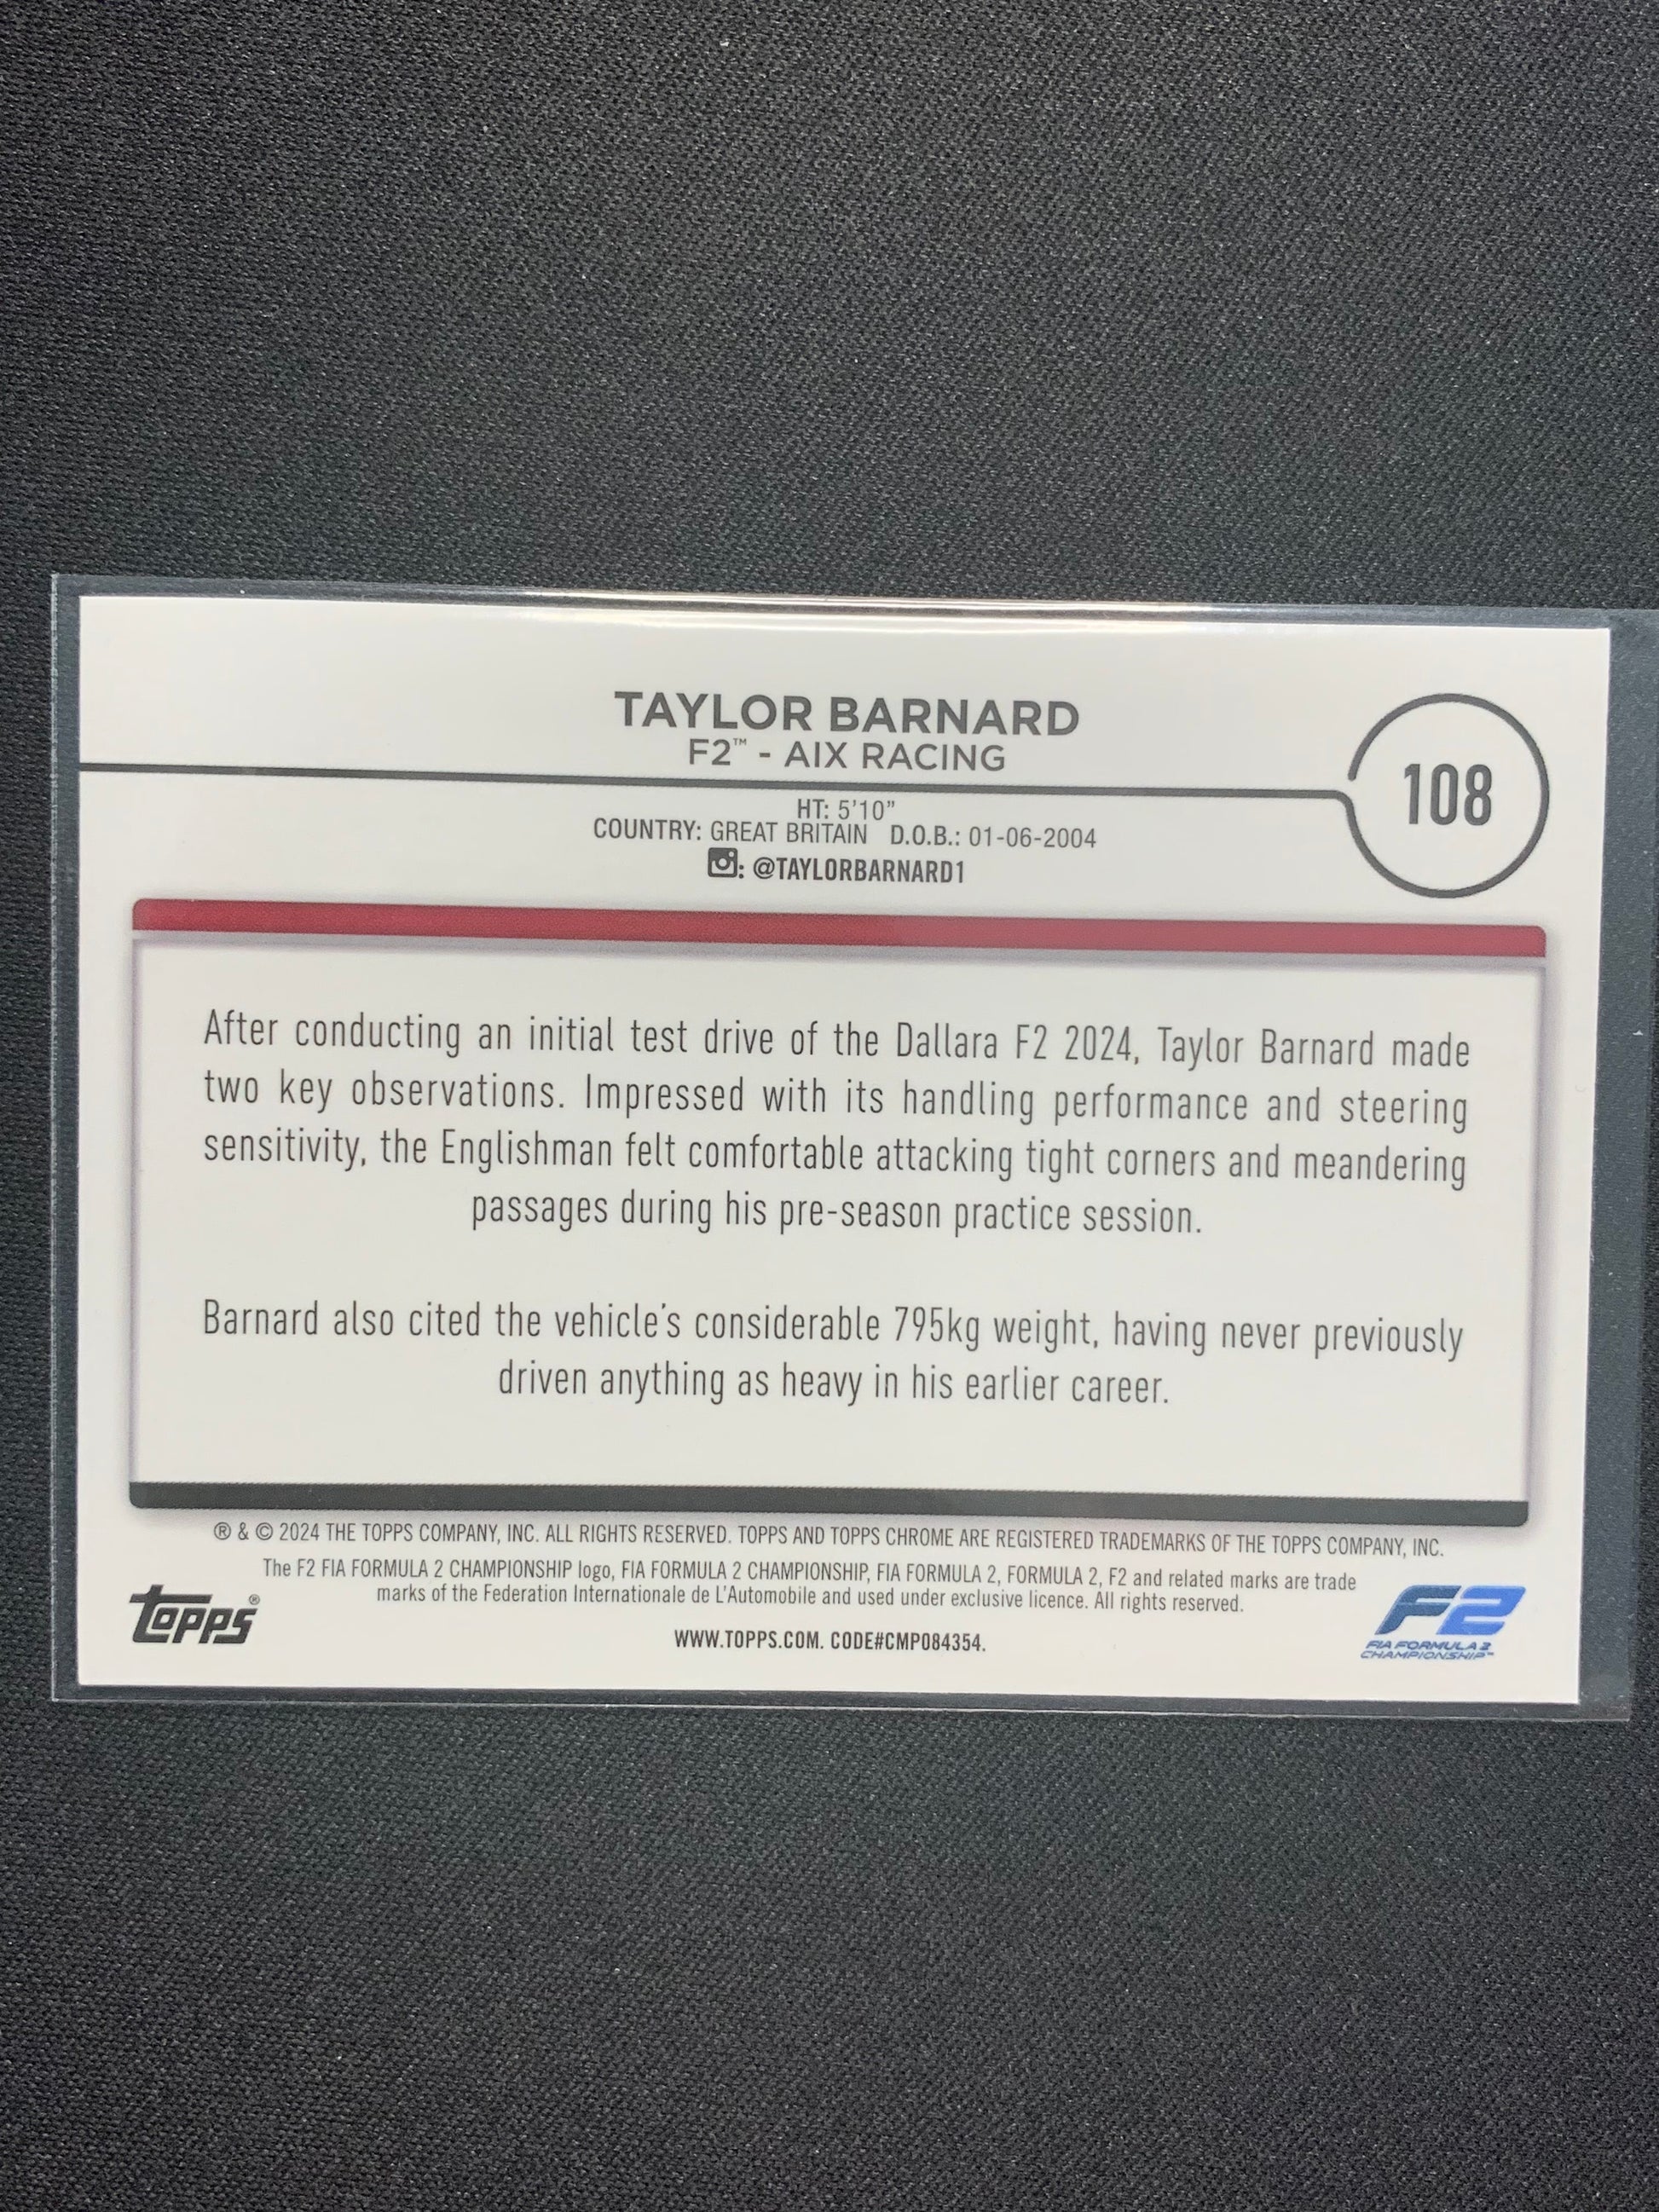 TAYLOR BARNARD
F2™ - AIX RACING
108
HT: 5'10"
COUNTRY: GREAT BRITAIN D.O.B.: 01-06-2004
: @TAYLORBARNARD1
After conducting an initial test drive of the Dallara F2 2024, Taylor Barnard made
two key observations. Impressed with its handling performance and steering
sensitivity, the Englishman felt comfortable attacking tight corners and meandering
passages during his pre-season practice session.
Barnard also cited the vehicle's considerable 795kg weight, having never previously
driven anything as heavy in his earlier career.
® & © 2024 THE TOPPS COMPANY, INC. ALL RIGHTS RESERVED. TOPPS AND TOPPS CHROME ARE REGISTERED TRADEMARKS OF THE TOPPS COMPANY, INC.
The F2 FIA FORMULA 2 CHAMPIONSHIP logo, FIA FORMULA 2 CHAMPIONSHIP, FIA FORMULA 2, FORMULA 2, F2 and related marks are trade
marks of the Federation Internationale de L'Automobile and used under exclusive licence. All rights reserved.
WWW.TOPPS.COM. CODE#CMP084354.
topps®
F2
FIA FORMULA 2
CHAMPIONSHIP™